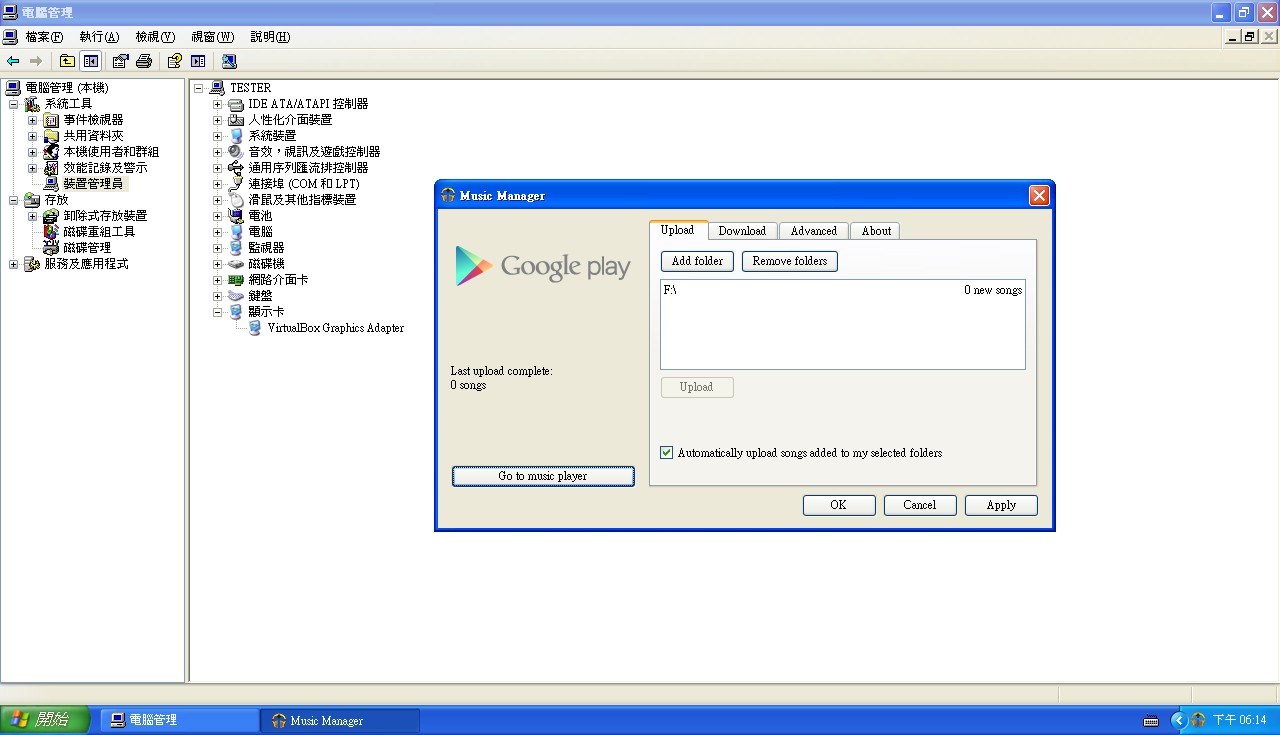 電腦管理
檔案(F) 執行(A) 檢視(V) 視窗(W) 說明(H)
電腦管理 (本機)
系統工具
事件檢視器
共用資料夾
本機使用者和群組
效能記錄及警示
裝置管理員
存放
卸除式存放裝置
磁碟重組工具
磁碟管理
服務及應用程式
TESTER
IDE ATA/ATAPI 控制器
人性化介面裝置
系統裝置
音效，視訊及遊戲控制器
通用序列匯流排控制器
連接埠 (COM 和 LPT)
滑鼠及其他指標裝置
電池
電腦
監視器
磁碟機
網路介面卡
鍵盤
顯示卡
VirtualBox Graphics Adapter
Music Manager
Google play
Last upload complete:
0 songs
Go to music player
Upload Download Advanced About
Add folder Remove folders
F:\ 0 new songs
Upload
Automatically upload songs added to my selected folders
OK Cancel Apply
開始 電腦管理 Music Manager 下午 06:14